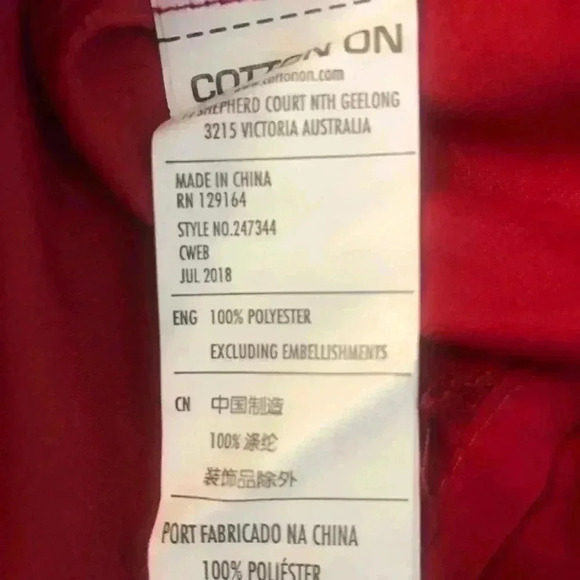 COTTON ON
www.cottonon.com
SHEPHERD COURT NTH GEELONG
3215 VICTORIA AUSTRALIA
MADE IN CHINA
RN 129164
STYLE NO.247344
CWEB
JUL 2018
ENG 100% POLYESTER
EXCLUDING EMBELLISHMENTS
CN 中国制造
100% 涤纶
装饰品除外
PORT FABRICADO NA CHINA
100% POLIÉSTER